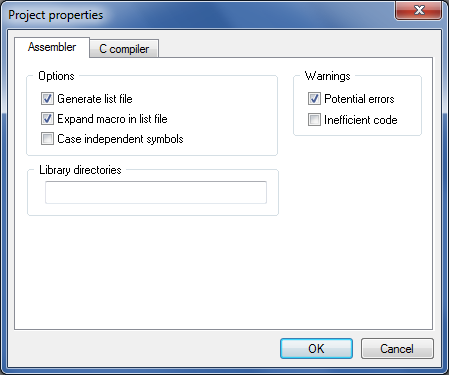 Project properties
Assembler
C compiler
Options
Generate list file
Expand macro in list file
Case independent symbols
Warnings
Potential errors
Inefficient code
Library directories
OK
Cancel